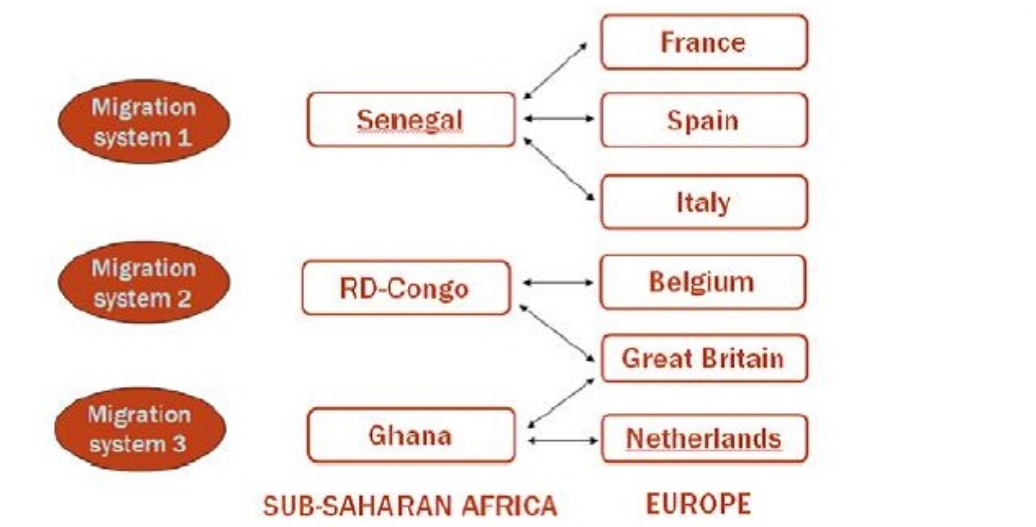 France
Migration
system 1
Senegal
Spain
Italy
Migration
system 2
RD-Congo
Belgium
Great Britain
Migration
system 3
Ghana
Netherlands
SUB-SAHARAN AFRICA
EUROPE